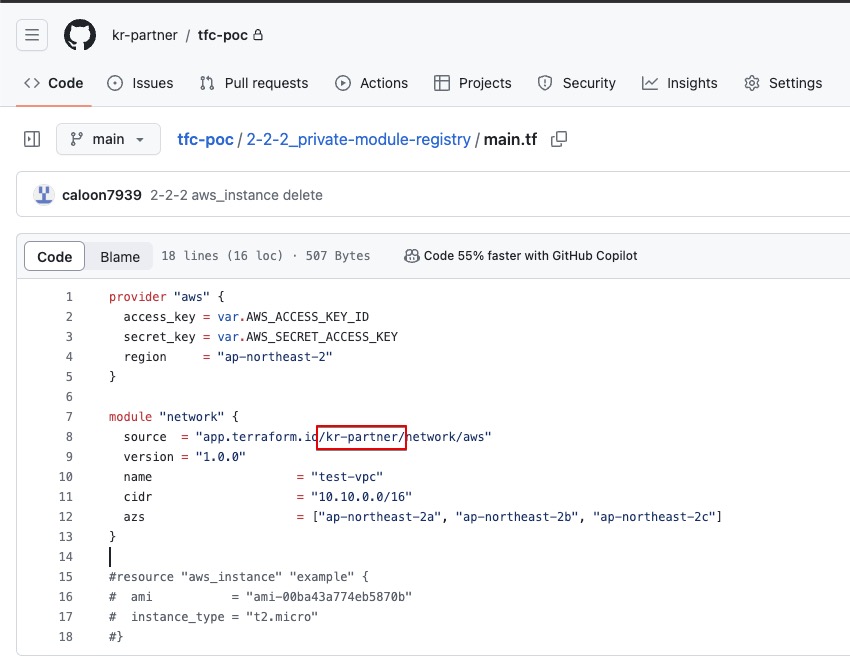 kr-partner / tfc-poc
Code Issues Pull requests Actions Projects Security Insights Settings
main tfc-poc / 2-2-2_private-module-registry / main.tf
caloon7939 2-2-2 aws_instance delete
Code Blame 18 lines (16 loc) · 507 Bytes Code 55% faster with GitHub Copilot
1 provider "aws" {
2 access_key = var.AWS_ACCESS_KEY_ID
3 secret_key = var.AWS_SECRET_ACCESS_KEY
4 region = "ap-northeast-2"
5 }
6
7 module "network" {
8 source = "app.terraform.io/kr-partner/network/aws"
9 version = "1.0.0"
10 name = "test-vpc"
11 cidr = "10.10.0.0/16"
12 azs = ["ap-northeast-2a", "ap-northeast-2b", "ap-northeast-2c"]
13 }
14
15 #resource "aws_instance" "example" {
16 # ami = "ami-00ba43a774eb5870b"
17 # instance_type = "t2.micro"
18 #}